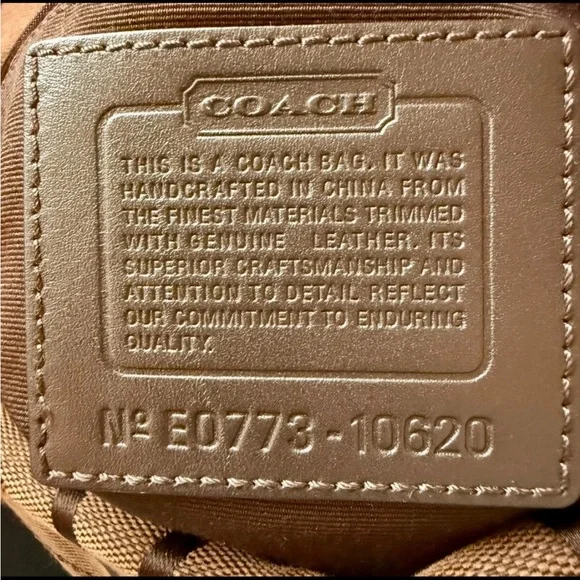 COACH
THIS IS A COACH BAG. IT WAS
HANDCRAFTED IN CHINA FROM
THE FINEST MATERIALS TRIMMED
WITH GENUINE LEATHER. ITS
SUPERIOR CRAFTSMANSHIP AND
ATTENTION TO DETAIL REFLECT
OUR COMMITMENT TO ENDURING
QUALITY.
Nº E0773-10620